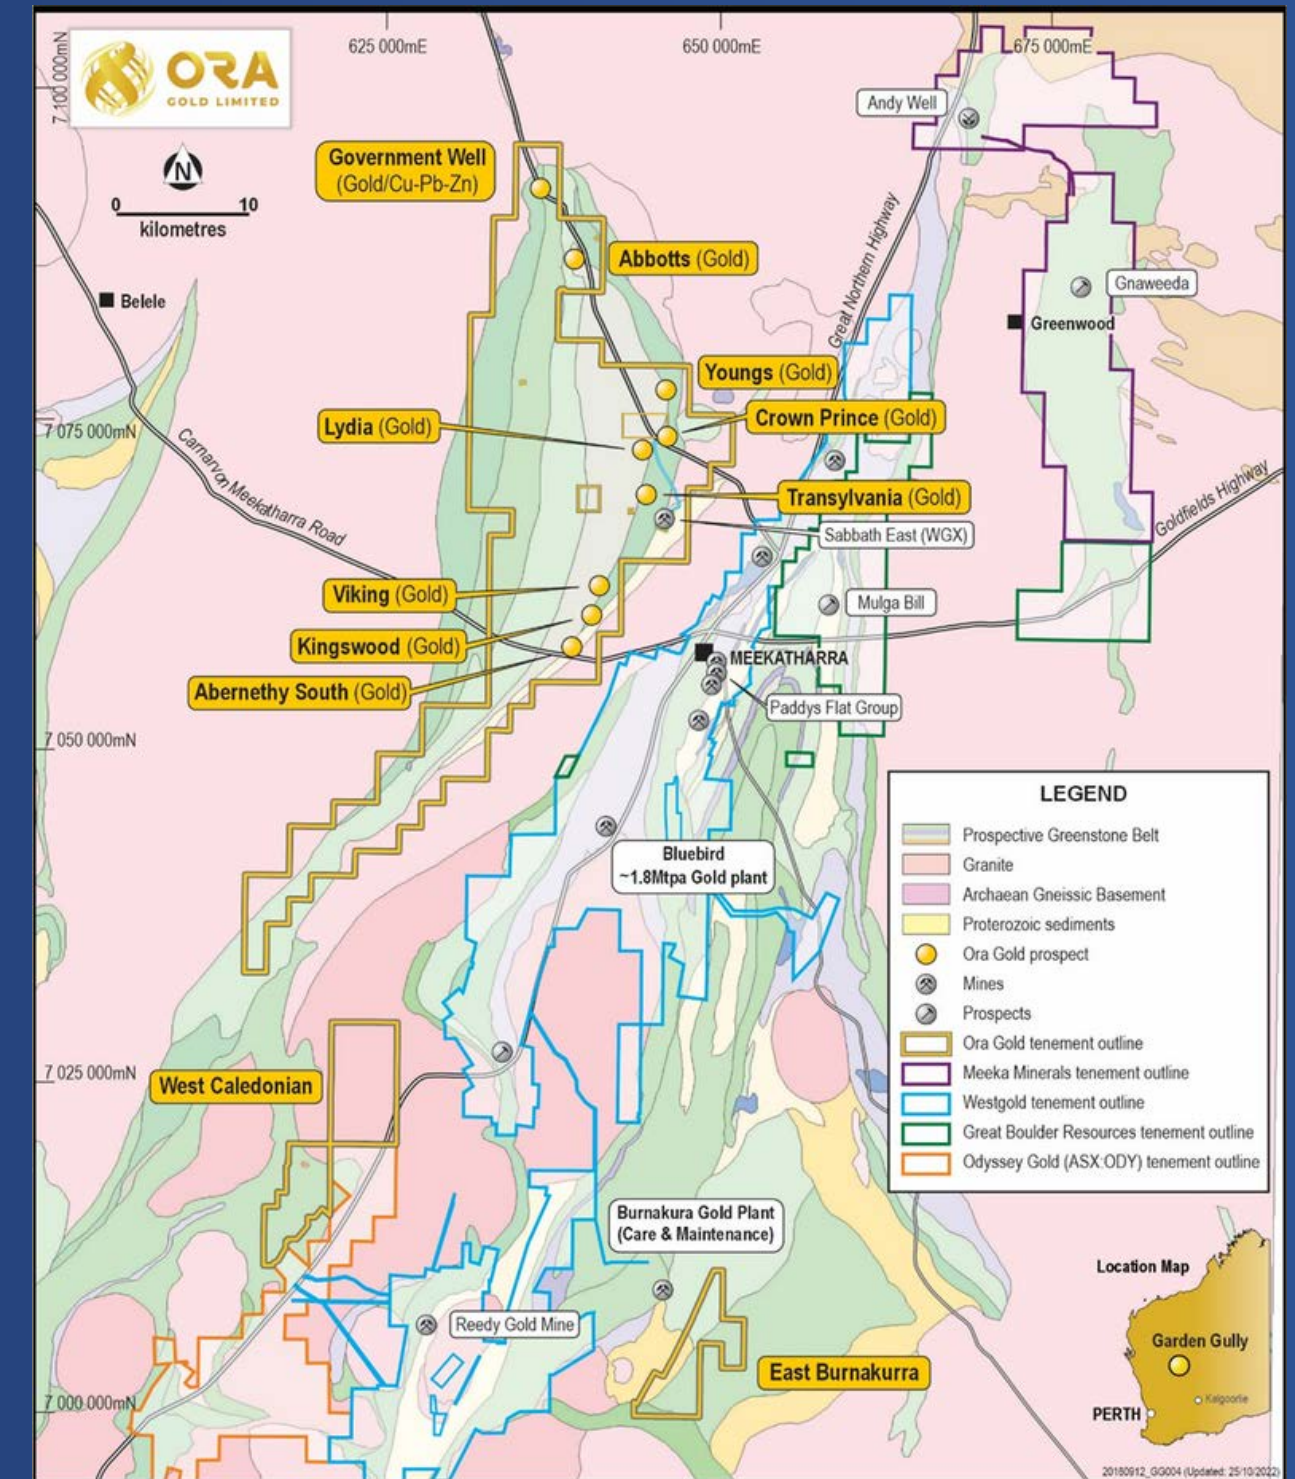 ORA
GOLD LIMITED
625 000mE
650 000mE
675 000mE
7 100 000mN
N
0 10
kilometres
Government Well
(Gold/Cu-Pb-Zn)
Andy Well
Abbotts (Gold)
Great Northern Highway
Gnaweeda
Belele
Greenwood
Youngs (Gold)
Crown Prince (Gold)
Lydia (Gold)
7 075 000mN
Carnarvon Meekatharra Road
Goldfields Highway
Transylvania (Gold)
Sabbath East (WGX)
Viking (Gold)
Mulga Bill
Kingswood (Gold)
MEEKATHARRA
Abernethy South (Gold)
Paddys Flat Group
7 050 000mN
Bluebird
~1.8Mtpa Gold plant
LEGEND
Prospective Greenstone Belt
Granite
Archaean Gneissic Basement
Proterozoic sediments
Ora Gold prospect
Mines
Prospects
Ora Gold tenement outline
Meeka Minerals tenement outline
Westgold tenement outline
Great Boulder Resources tenement outline
Odyssey Gold (ASX:ODY) tenement outline
7 025 000mN
West Caledonian
Burnakura Gold Plant
(Care & Maintenance)
Reedy Gold Mine
East Burnakurra
7 000 000mN
Location Map
Garden Gully
Kalgoorlie
PERTH
20180912_GG004 (Updated: 25/10/2022)